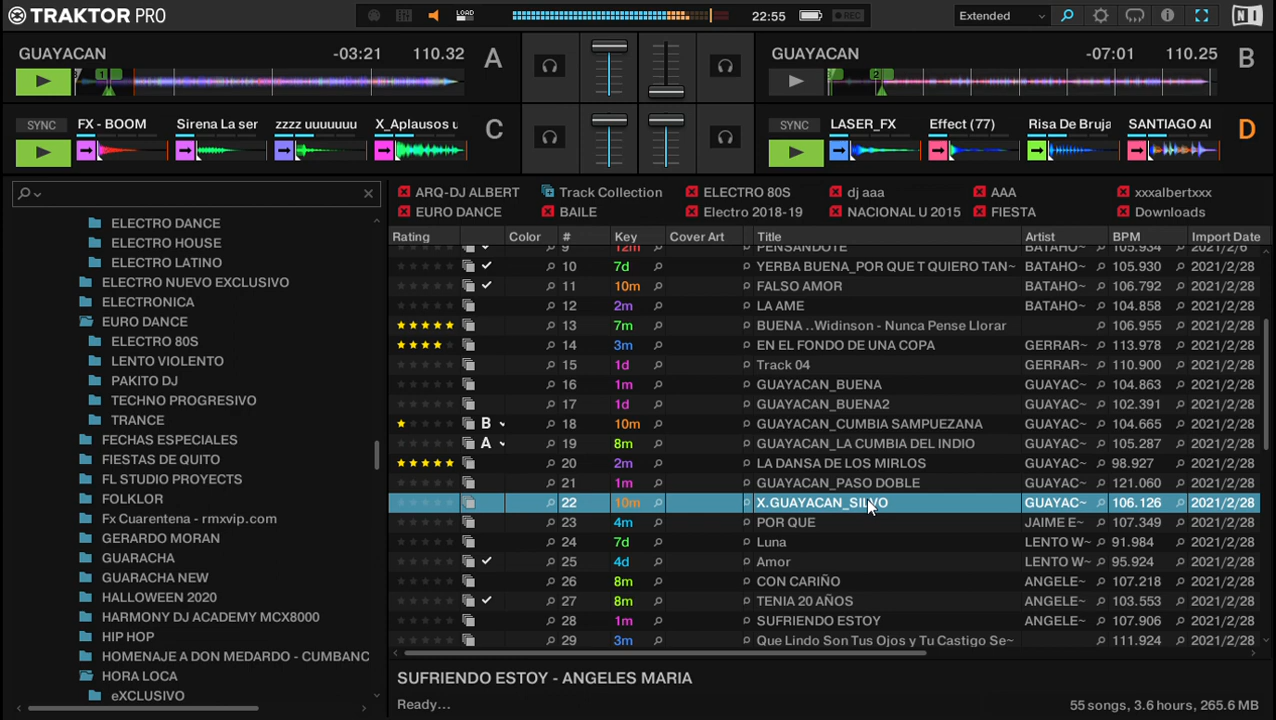 TRAKTOR PRO LOAD 22:55 REC Extended
GUAYACAN -03:21 110.32 A GUAYACAN -07:01 110.25 B
1 2
SYNC FX - BOOM Sirena La ser zzzz uuuuuuu X_Aplausos u C SYNC LASER_FX Effect (77) Risa De Bruja SANTIAGO AI D
ARQ-DJ ALBERT Track Collection ELECTRO 80S dj aaa AAA xxxalbertxxx
EURO DANCE BAILE Electro 2018-19 NACIONAL U 2015 FIESTA Downloads
ELECTRO DANCE
ELECTRO HOUSE
ELECTRO LATINO
ELECTRO NUEVO EXCLUSIVO
ELECTRONICA
EURO DANCE
ELECTRO 80S
LENTO VIOLENTO
PAKITO DJ
TECHNO PROGRESIVO
TRANCE
FECHAS ESPECIALES
FIESTAS DE QUITO
FL STUDIO PROYECTS
FOLKLOR
Fx Cuarentena - rmxvip.com
GERARDO MORAN
GUARACHA
GUARACHA NEW
HALLOWEEN 2020
HARMONY DJ ACADEMY MCX8000
HIP HOP
HOMENAJE A DON MEDARDO - CUMBANC
HORA LOCA
eXCLUSIVO
Rating Color # Key Cover Art Title Artist BPM Import Date
9 12m PENSANDOTE BATAHO~ 105.934 2021/2/6
10 7d YERBA BUENA_POR QUE T QUIERO TAN~ BATAHO~ 105.930 2021/2/28
11 10m FALSO AMOR BATAHO~ 106.792 2021/2/28
12 2m LA AME BATAHO~ 104.858 2021/2/28
13 7m BUENA ..Widinson - Nunca Pense Llorar 106.955 2021/2/28
14 3m EN EL FONDO DE UNA COPA GERRAR~ 113.978 2021/2/28
15 1d Track 04 GERRAR~ 110.900 2021/2/28
16 1m GUAYACAN_BUENA GUAYAC~ 104.863 2021/2/28
17 1d GUAYACAN_BUENA2 GUAYAC~ 102.391 2021/2/28
B 18 10m GUAYACAN_CUMBIA SAMPUEZANA GUAYAC~ 104.665 2021/2/28
A 19 8m GUAYACAN_LA CUMBIA DEL INDIO GUAYAC~ 105.287 2021/2/28
20 2m LA DANSA DE LOS MIRLOS GUAYAC~ 98.927 2021/2/28
21 1m GUAYACAN_PASO DOBLE GUAYAC~ 121.060 2021/2/28
22 10m X.GUAYACAN_SILVO GUAYAC~ 106.126 2021/2/28
23 4m POR QUE JAIME E~ 107.349 2021/2/28
24 7d Luna LENTO W~ 91.984 2021/2/28
25 4d Amor LENTO W~ 95.924 2021/2/28
26 8m CON CARIÑO ANGELE~ 107.218 2021/2/28
27 8m TENIA 20 AÑOS ANGELE~ 103.553 2021/2/28
28 1m SUFRIENDO ESTOY ANGELE~ 107.906 2021/2/28
29 3m Que Lindo Son Tus Ojos y Tu Castigo Se~ 111.924 2021/2/28
SUFRIENDO ESTOY - ANGELES MARIA
Ready... 55 songs, 3.6 hours, 265.6 MB